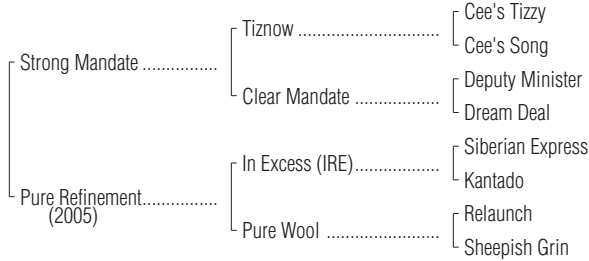 Cee's Tizzy
Tiznow ..................................
Cee's Song
Strong Mandate ................
Deputy Minister
Clear Mandate ....................
Dream Deal
Siberian Express
In Excess (IRE)....................
Kantado
Pure Refinement................
(2005)
Relaunch
Pure Wool ...........................
Sheepish Grin